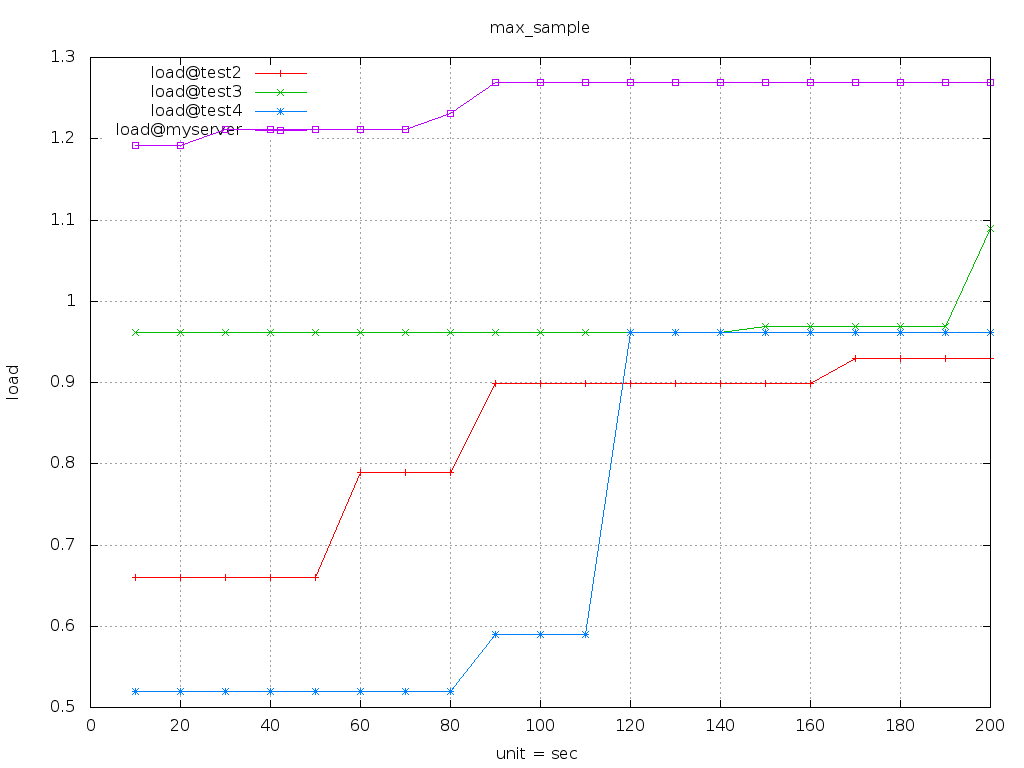 max_sample
load@test2
load@test3
load@test4
load@myserver
1.3
1.2
1.1
1
0.9
0.8
0.7
0.6
0.5
load
0 20 40 60 80 100 120 140 160 180 200
unit = sec